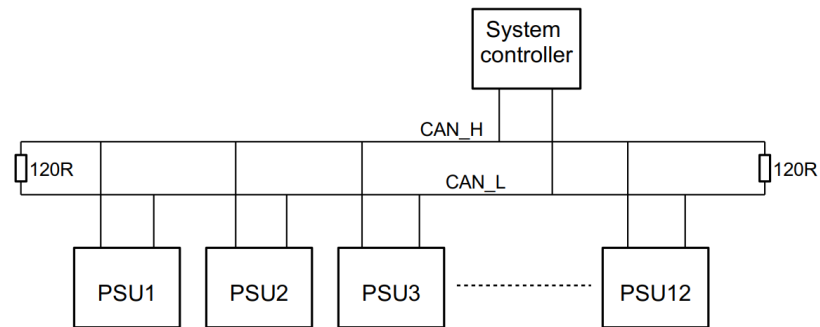 System
controller
CAN_H
120R
120R
CAN_L
PSU1
PSU2
PSU3
PSU12